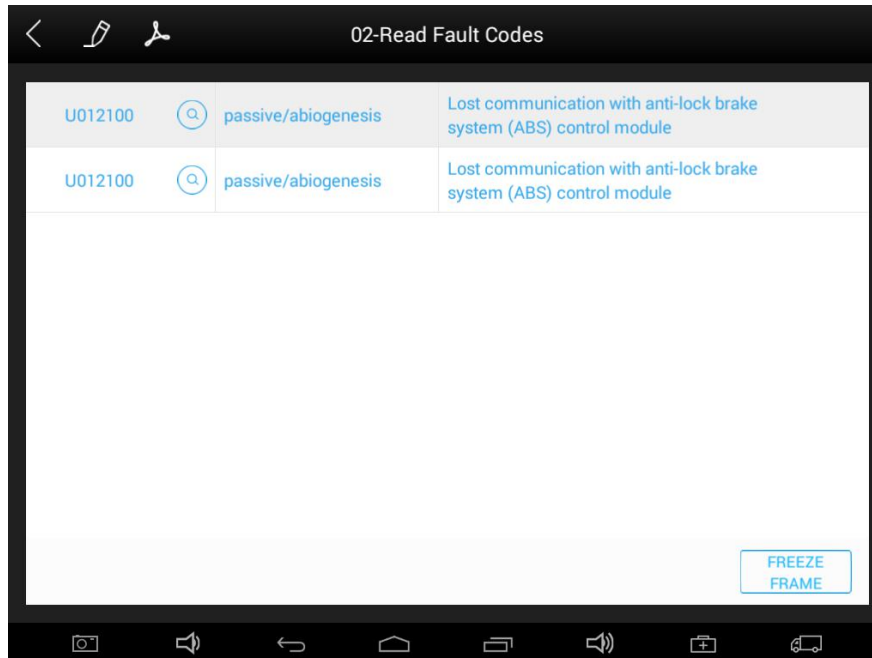 02-Read Fault Codes
U012100 passive/abiogenesis Lost communication with anti-lock brake
system (ABS) control module
U012100 passive/abiogenesis Lost communication with anti-lock brake
system (ABS) control module
FREEZE
FRAME